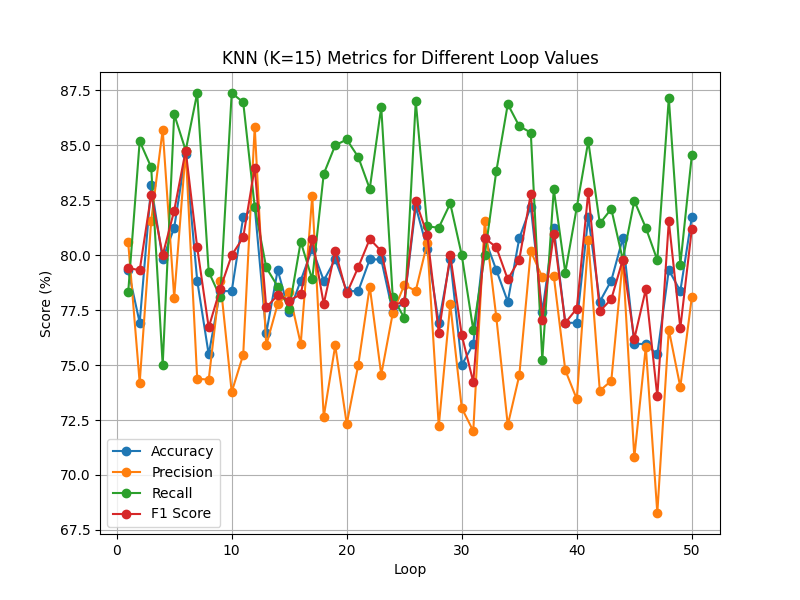 KNN (K=15) Metrics for Different Loop Values
87.5
85.0
82.5
80.0
77.5
75.0
72.5
70.0
67.5
Score (%)
Accuracy
Precision
Recall
F1 Score
0 10 20 30 40 50
Loop